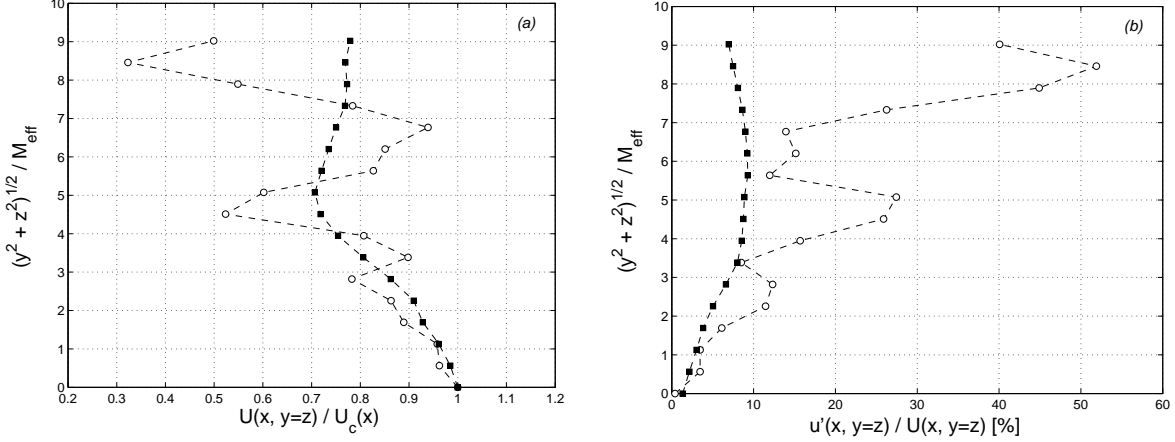 (a)
9
8
7
6
5
4
3
2
1
0
0.2 0.3 0.4 0.5 0.6 0.7 0.8 0.9 1 1.1 1.2
(y² + z²)^1/2 / M_eff
U(x, y=z) / U_c(x)
(b)
9
8
7
6
5
4
3
2
1
0
0 10 20 30 40 50 60
(y² + z²)^1/2 / M_eff
u'(x, y=z) / U(x, y=z) [%]